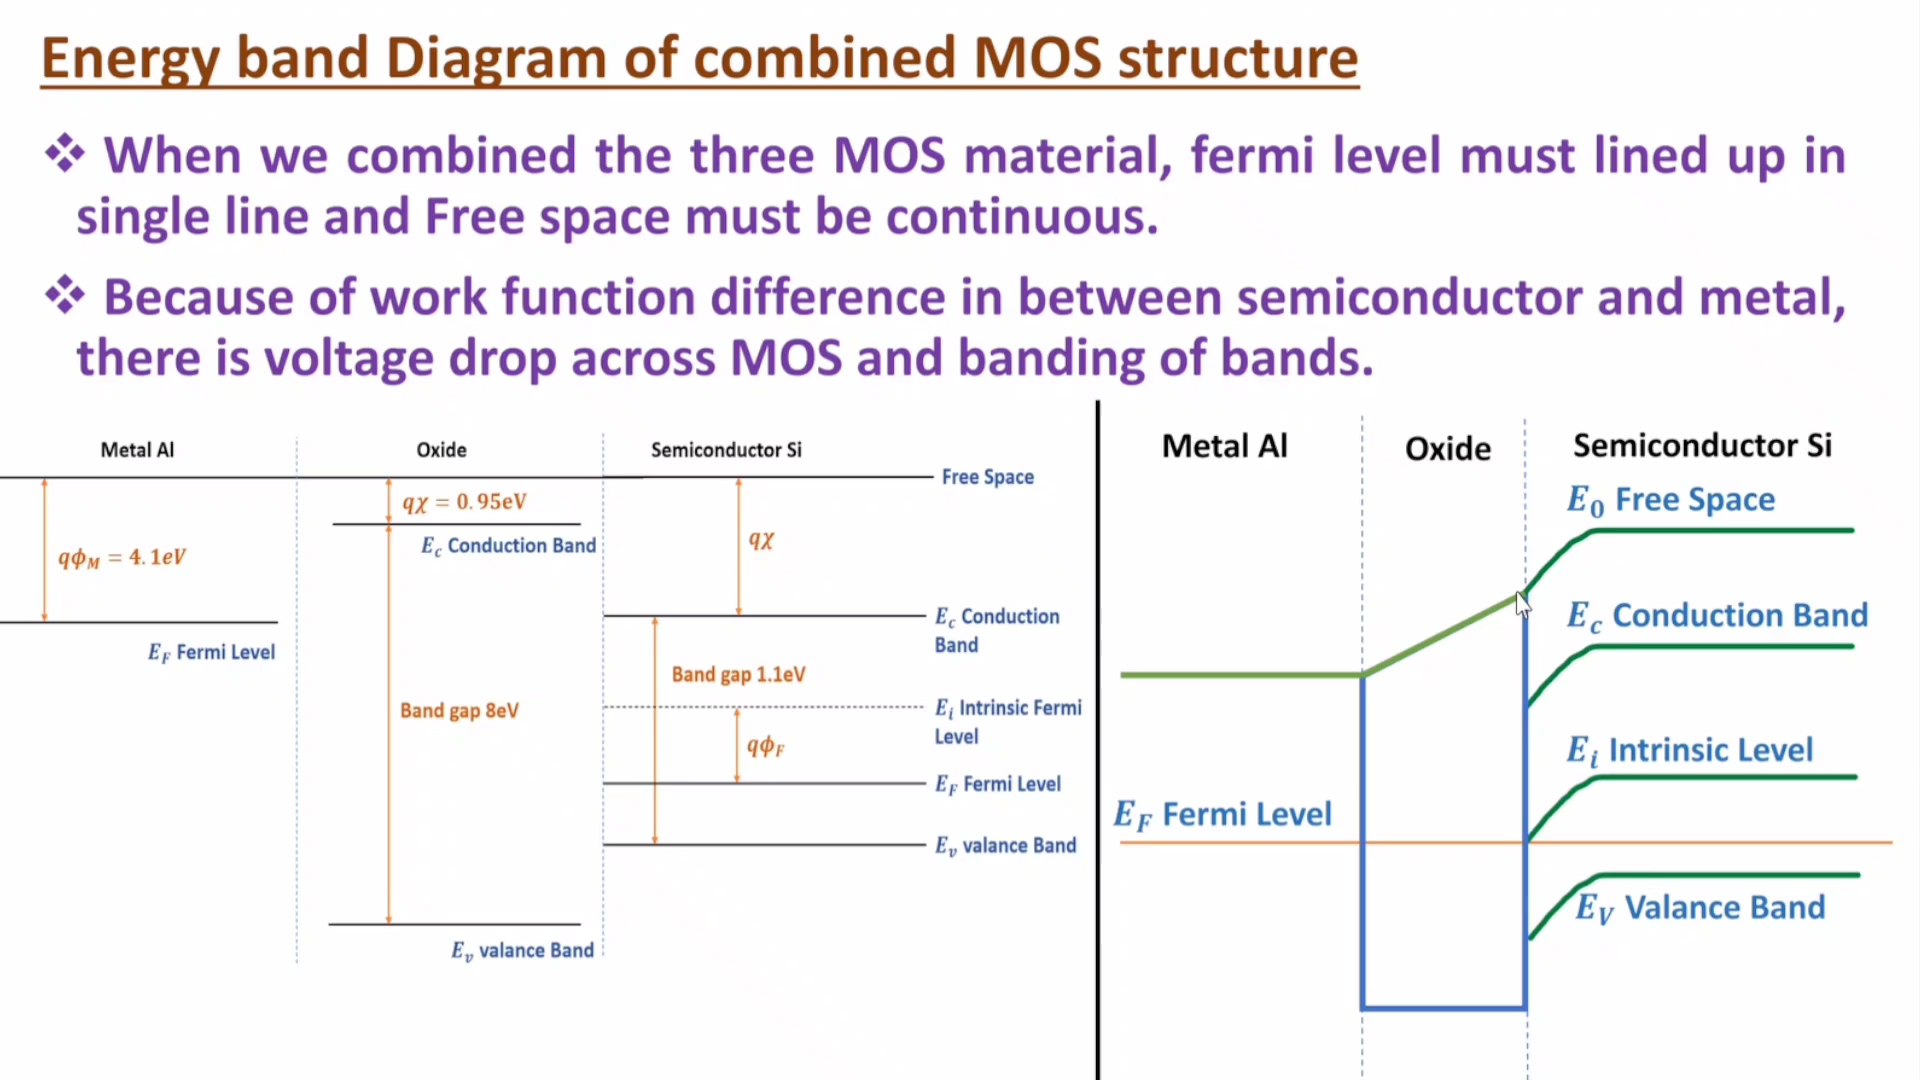 Energy band Diagram of combined MOS structure
❖ When we combined the three MOS material, fermi level must lined up in
single line and Free space must be continuous.
❖ Because of work function difference in between semiconductor and metal,
there is voltage drop across MOS and banding of bands.
Metal Al
Oxide
Semiconductor Si
Free Space
qχ = 0.95eV
E_c Conduction Band
qϕ_M = 4.1eV
E_F Fermi Level
qχ
E_c Conduction
Band
Band gap 1.1eV
Band gap 8eV
E_i Intrinsic Fermi
Level
qϕ_F
E_F Fermi Level
E_v valance Band
E_v valance Band
Metal Al
Oxide
Semiconductor Si
E_0 Free Space
E_c Conduction Band
E_i Intrinsic Level
E_F Fermi Level
E_V Valance Band